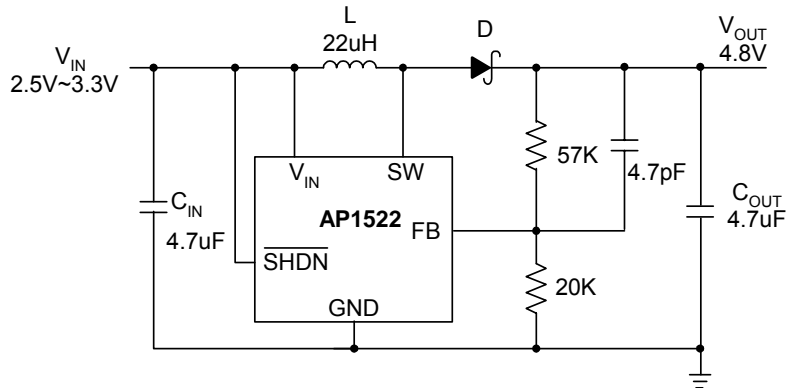 L
22uH
D
V_OUT
4.8V
V_IN
2.5V~3.3V
57K
4.7pF
V_IN
SW
C_IN
4.7uF
AP1522
FB
C_OUT
4.7uF
SHDN
20K
GND